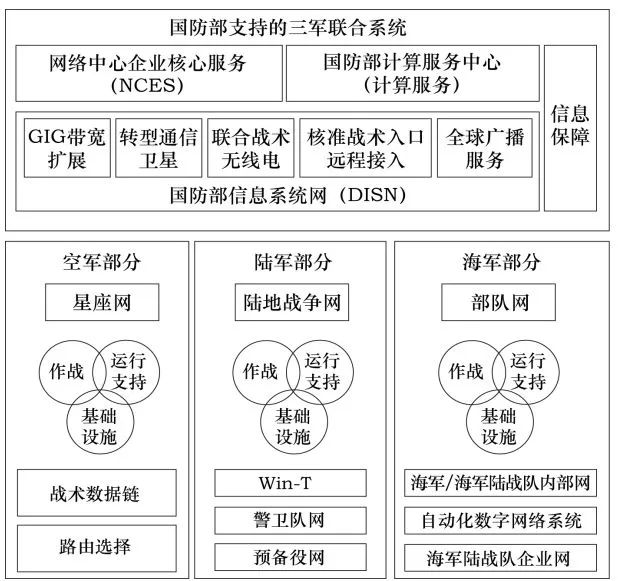 国防部支持的三军联合系统
网络中心企业核心服务
(NCES)
国防部计算服务中心
(计算服务)
信息
保障
GIG带宽
扩展
转型通信
卫星
联合战术
无线电
核准战术入口
远程接入
全球广播
服务
国防部信息系统网（DISN）
空军部分
星座网
作战
运行
支持
基础
设施
战术数据链
路由选择
陆军部分
陆地战争网
作战
运行
支持
基础
设施
Win-T
警卫队网
预备役网
海军部分
部队网
作战
运行
支持
基础
设施
海军/海军陆战队内部网
自动化数字网络系统
海军陆战队企业网